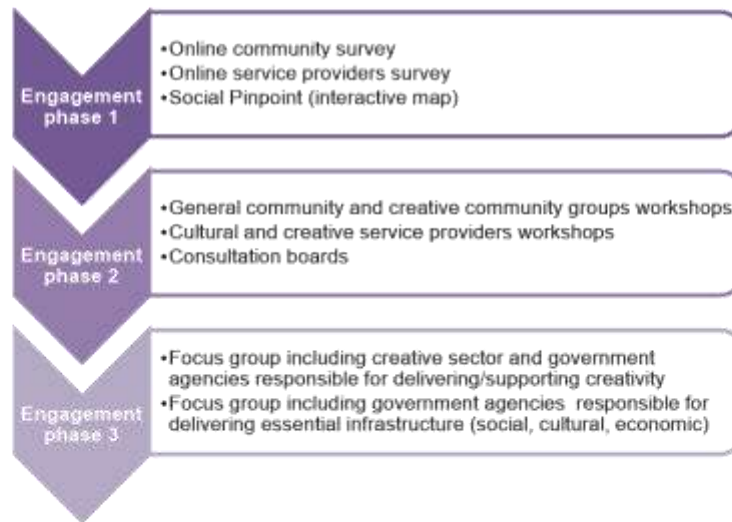 Engagement
phase 1
•Online community survey
•Online service providers survey
•Social Pinpoint (interactive map)
Engagement
phase 2
•General community and creative community groups workshops
•Cultural and creative service providers workshops
•Consultation boards
Engagement
phase 3
•Focus group including creative sector and government
agencies responsible for delivering/supporting creativity
•Focus group including government agencies responsible for
delivering essential infrastructure (social, cultural, economic)